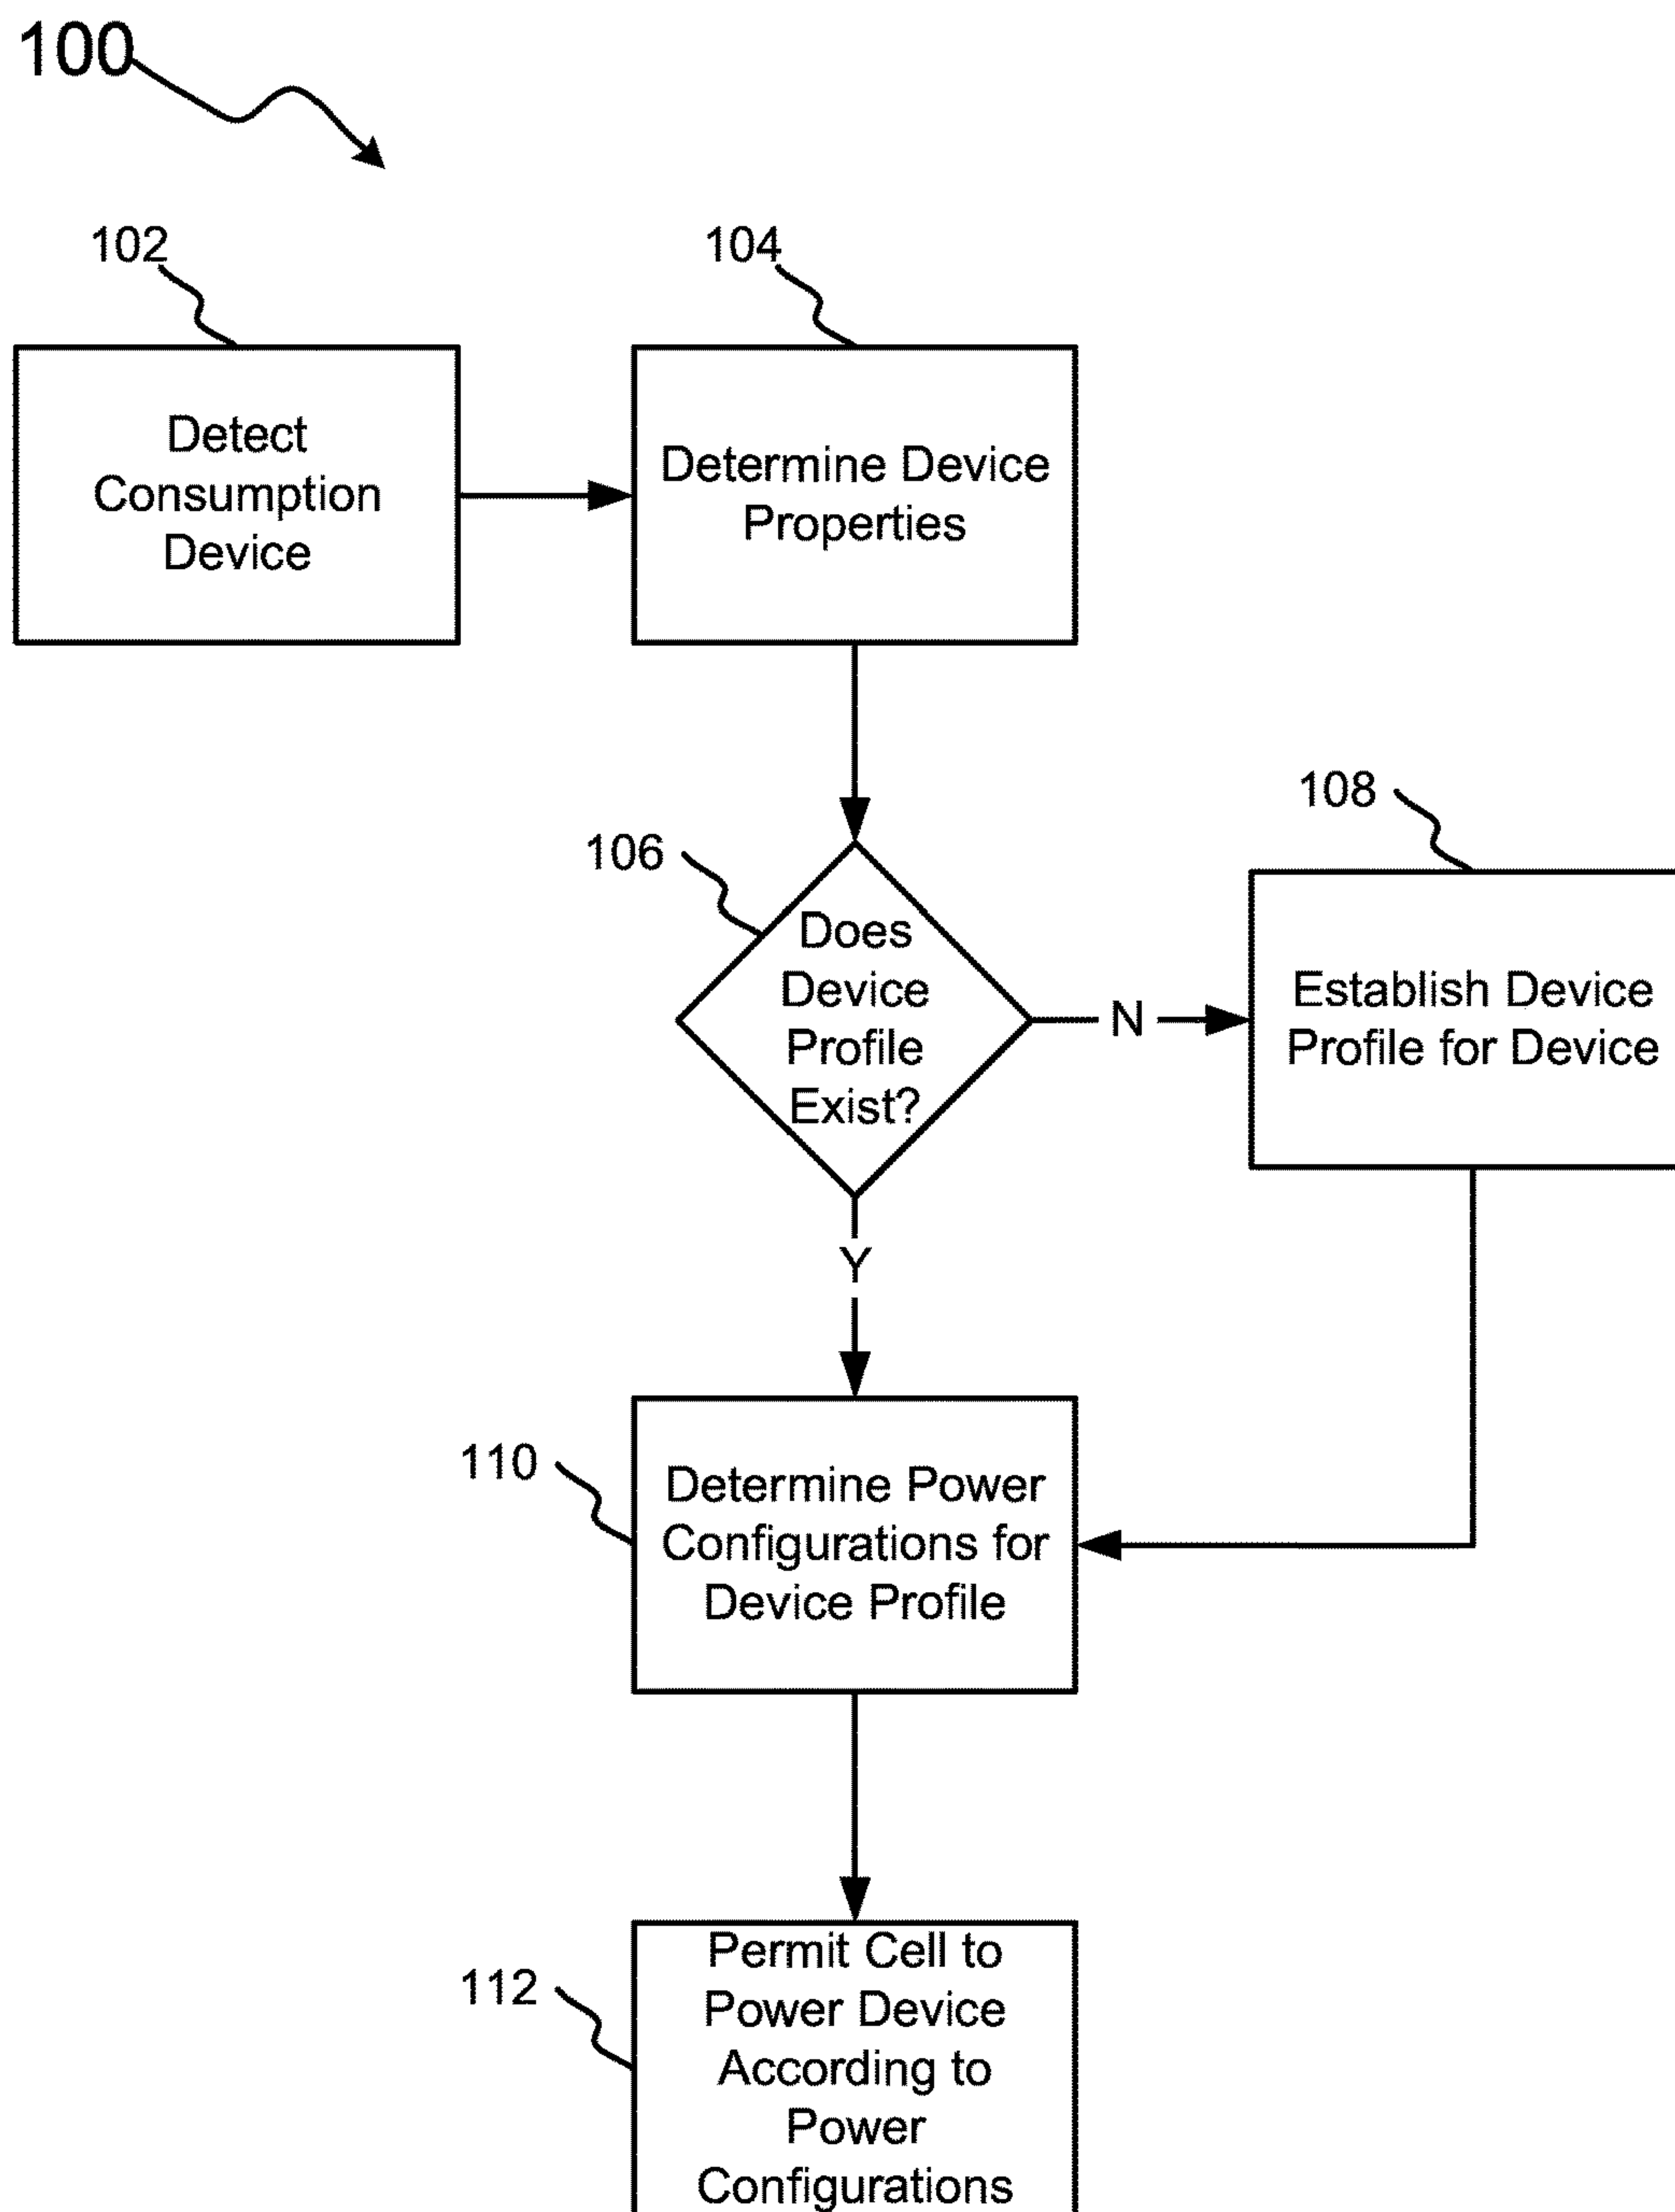 100
102
104
Detect
Consumption
Device
Determine Device
Properties
106
108
Does
Device
Profile
Exist?
N
Establish Device
Profile for Device
Y
110
Determine Power
Configurations for
Device Profile
112
Permit Cell to
Power Device
According to
Power
Configurations